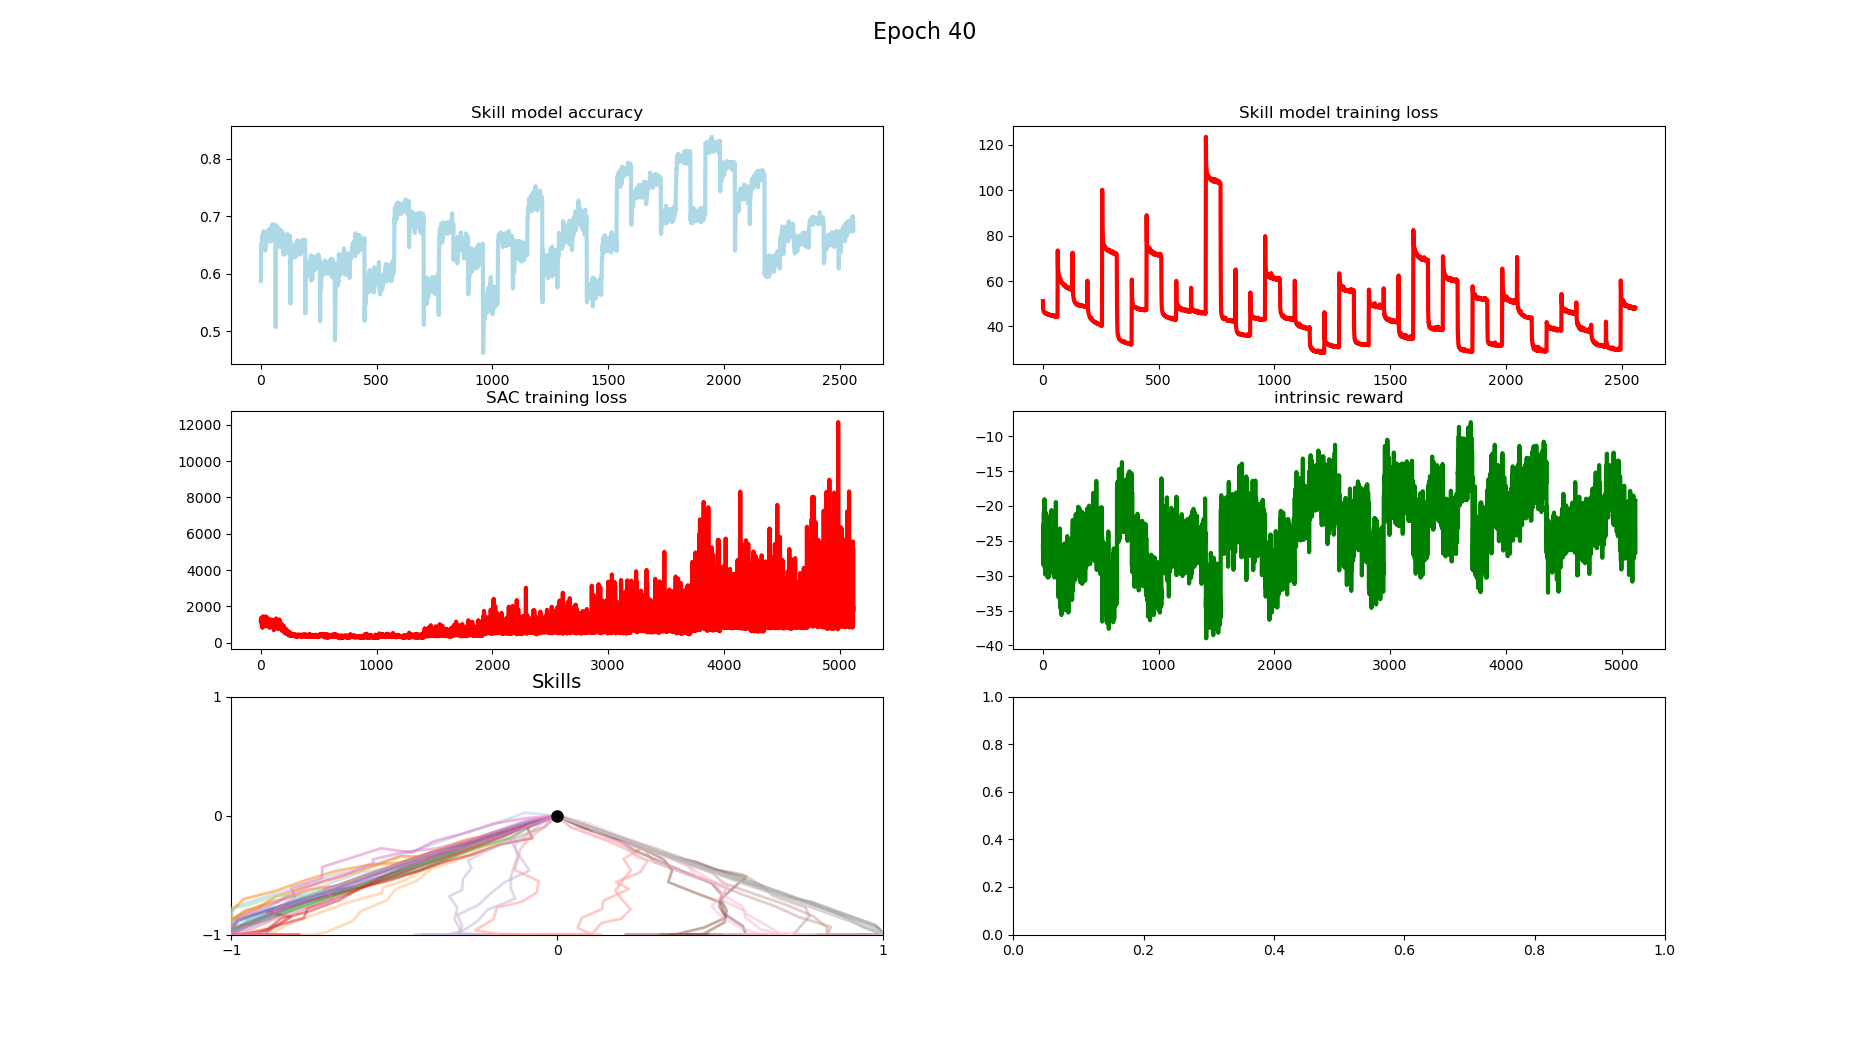 Epoch 40
Skill model accuracy
0.8
0.7
0.6
0.5
0 500 1000 1500 2000 2500
Skill model training loss
120
100
80
60
40
0 500 1000 1500 2000 2500
SAC training loss
12000
10000
8000
6000
4000
2000
0
0 1000 2000 3000 4000 5000
intrinsic reward
−10
−15
−20
−25
−30
−35
−40
0 1000 2000 3000 4000 5000
Skills
1
0
−1
−1 0 1
1.0
0.8
0.6
0.4
0.2
0.0
0.0 0.2 0.4 0.6 0.8 1.0